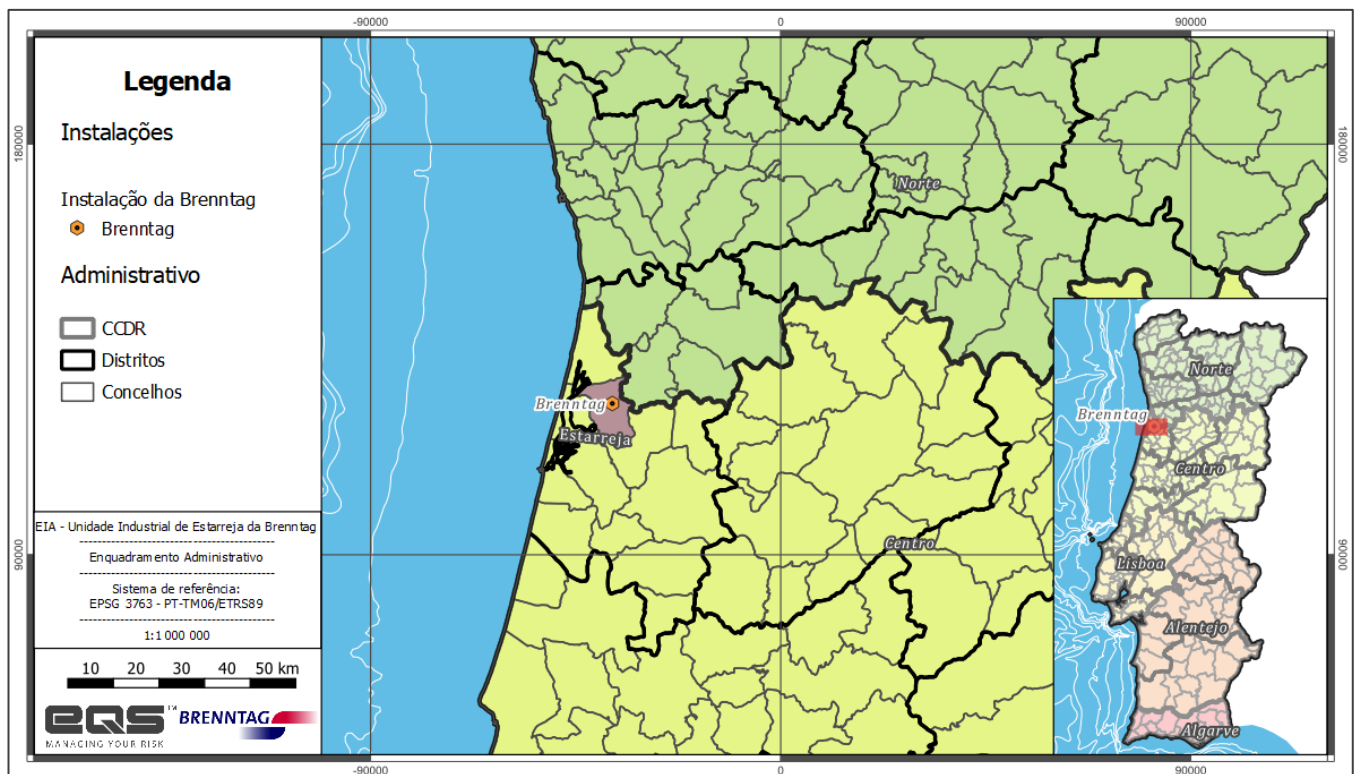 -90000
0
90000
Legenda
Instalações
Instalação da Brenntag
Brenntag
Administrativo
CCDR
Distritos
Concelhos
EIA - Unidade Industrial de Estarreja da Brenntag
Enquadramento Administrativo
Sistema de referência:
EPSG 3763 - PT-TM06/ETRS89
1:1 000 000
10 20 30 40 50 km
eQS™
MANAGING YOUR RISK
BRENNTAG
180000
90000
Norte
Brenntag
Estarreja
Centro
Norte
Brenntag
Centro
Lisboa
Alentejo
Algarve
180000
90000
-90000
0
90000